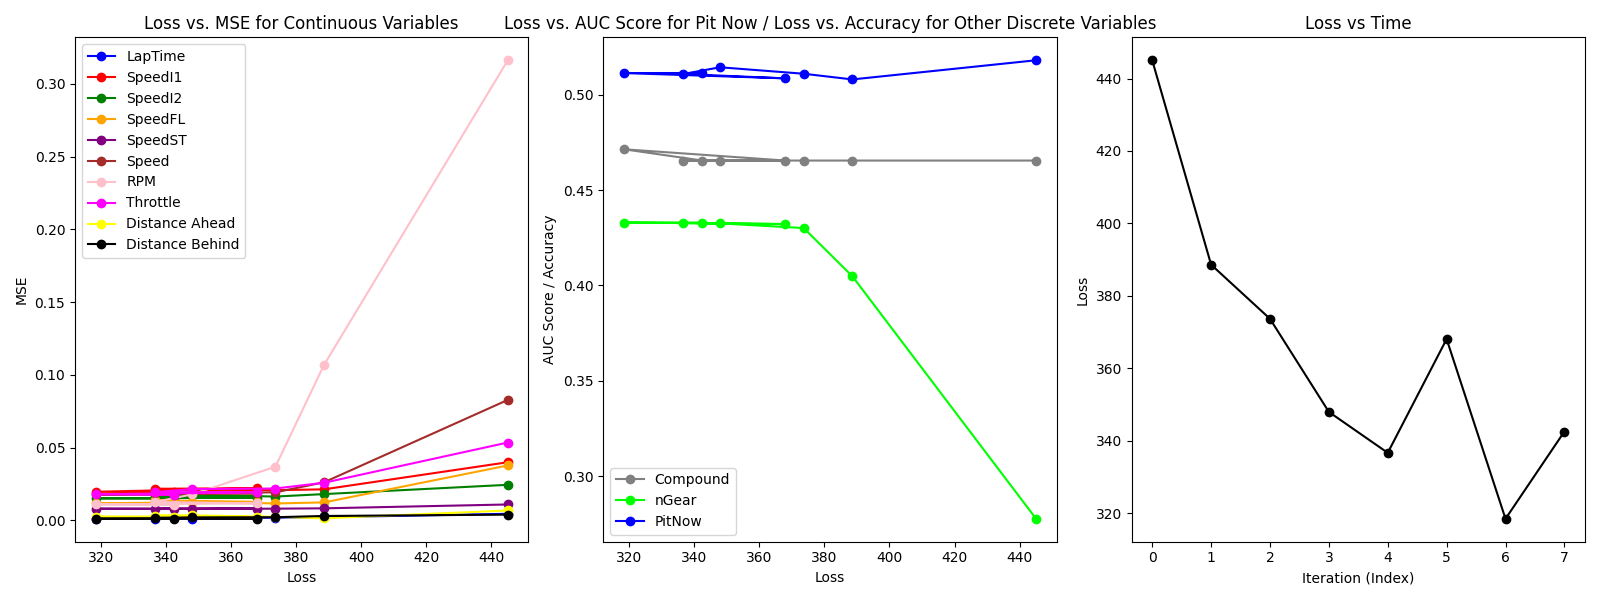 Loss vs. MSE for Continuous Variables
LapTime
SpeedI1
SpeedI2
SpeedFL
SpeedST
Speed
RPM
Throttle
Distance Ahead
Distance Behind
MSE
0.30
0.25
0.20
0.15
0.10
0.05
0.00
320 340 360 380 400 420 440
Loss
Loss vs. AUC Score for Pit Now / Loss vs. Accuracy for Other Discrete Variables
AUC Score / Accuracy
0.50
0.45
0.40
0.35
0.30
Compound
nGear
PitNow
320 340 360 380 400 420 440
Loss
Loss vs Time
Loss
440
420
400
380
360
340
320
0 1 2 3 4 5 6 7
Iteration (Index)